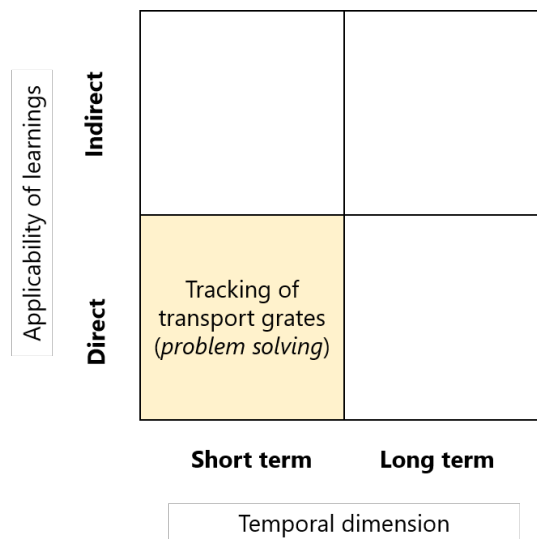 Applicability of learnings
Indirect
Direct
Tracking of
transport grates
(problem solving)
Short term
Long term
Temporal dimension